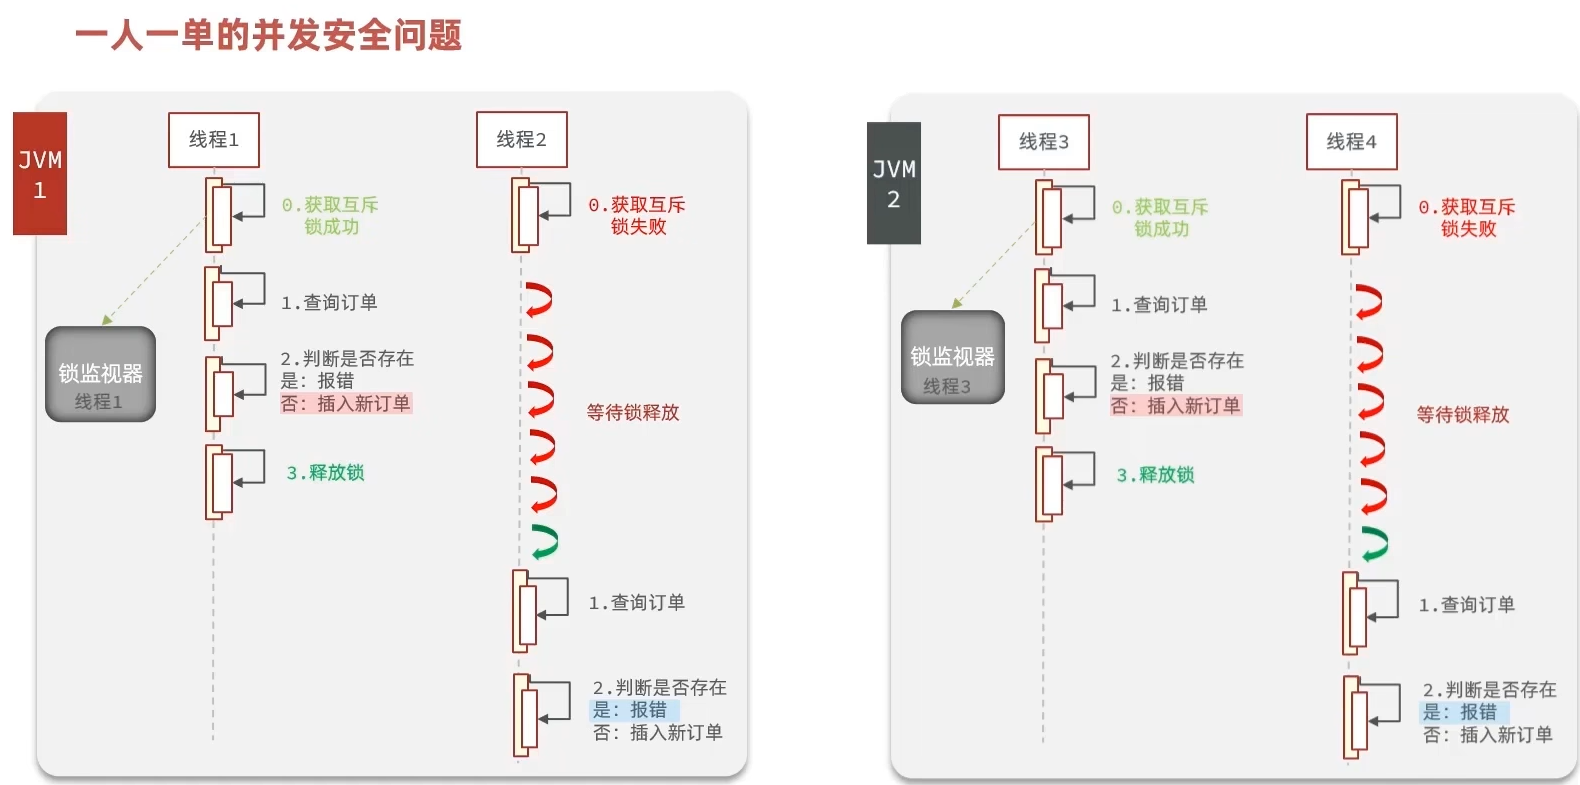 一人一单的并发安全问题
JVM
1
线程1
线程2
0.获取互斥
锁成功
0.获取互斥
锁失败
1.查询订单
锁监视器
线程1
2.判断是否存在
是：报错
否：插入新订单
等待锁释放
3.释放锁
1.查询订单
2.判断是否存在
是：报错
否：插入新订单
JVM
2
线程3
线程4
0.获取互斥
锁成功
0.获取互斥
锁失败
1.查询订单
锁监视器
线程3
2.判断是否存在
是：报错
否：插入新订单
等待锁释放
3.释放锁
1.查询订单
2.判断是否存在
是：报错
否：插入新订单